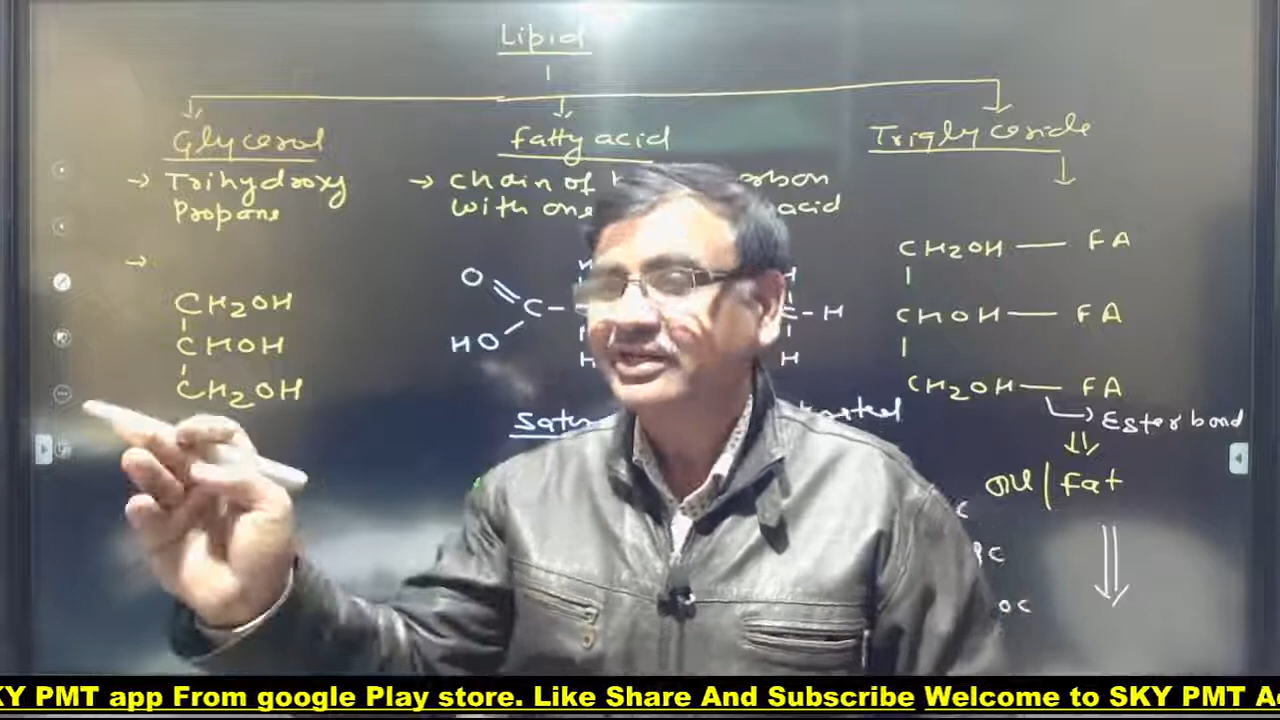 Lipid
Glycerol
Fatty acid
Triglyceride
→ Trihydroxy
Propane
→ Chain of
with one acid
→
CH2OH
CHOH
CH2OH
O
C-
HO
C-H
H
H
CH2OH — FA
CHOH — FA
CH2OH — FA
Ester bond
Oil / Fat
KY PMT app From google Play store. Like Share And Subscribe Welcome to SKY PMT A